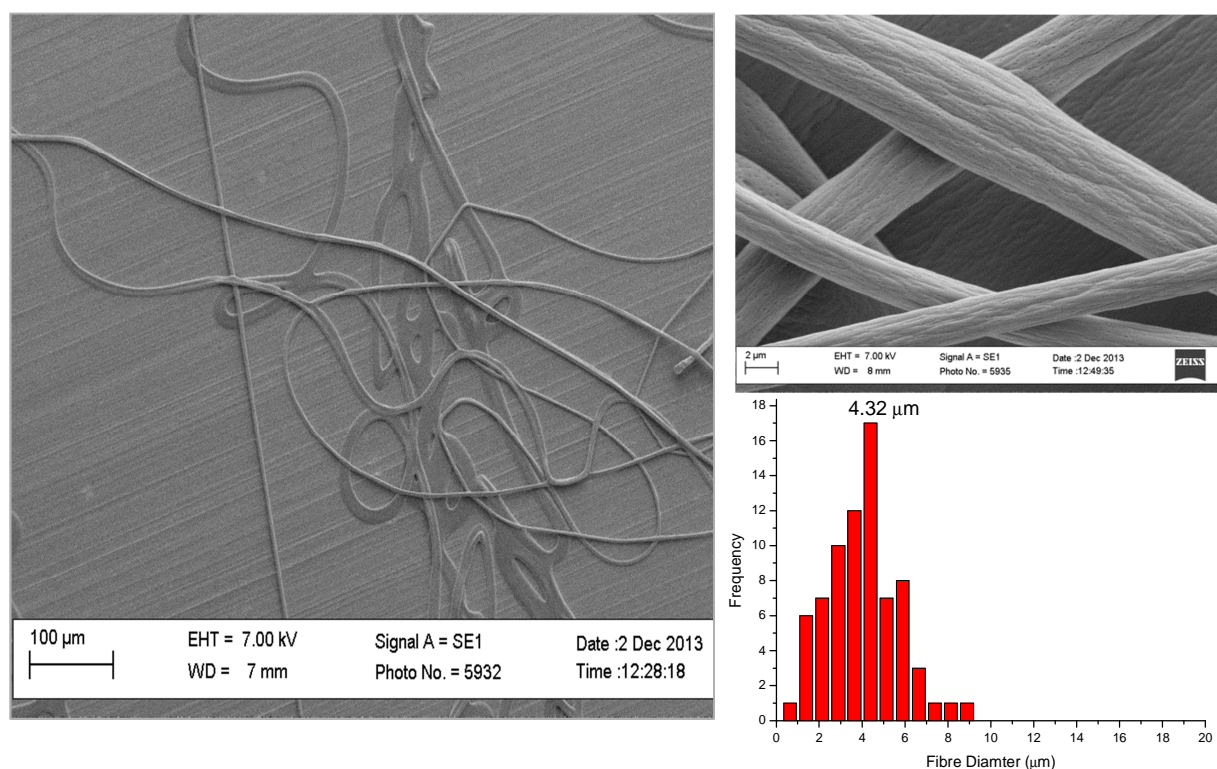 100 µm
EHT = 7.00 kV
Signal A = SE1
Date :2 Dec 2013
WD = 7 mm
Photo No. = 5932
Time :12:28:18
2 µm
EHT = 7.00 kV
Signal A = SE1
Date :2 Dec 2013
WD = 8 mm
Photo No. = 5935
Time :12:49:35
ZEISS
4.32 µm
18
16
14
12
10
8
6
4
2
0
Frequency
0 2 4 6 8 10 12 14 16 18 20
Fibre Diamter (µm)